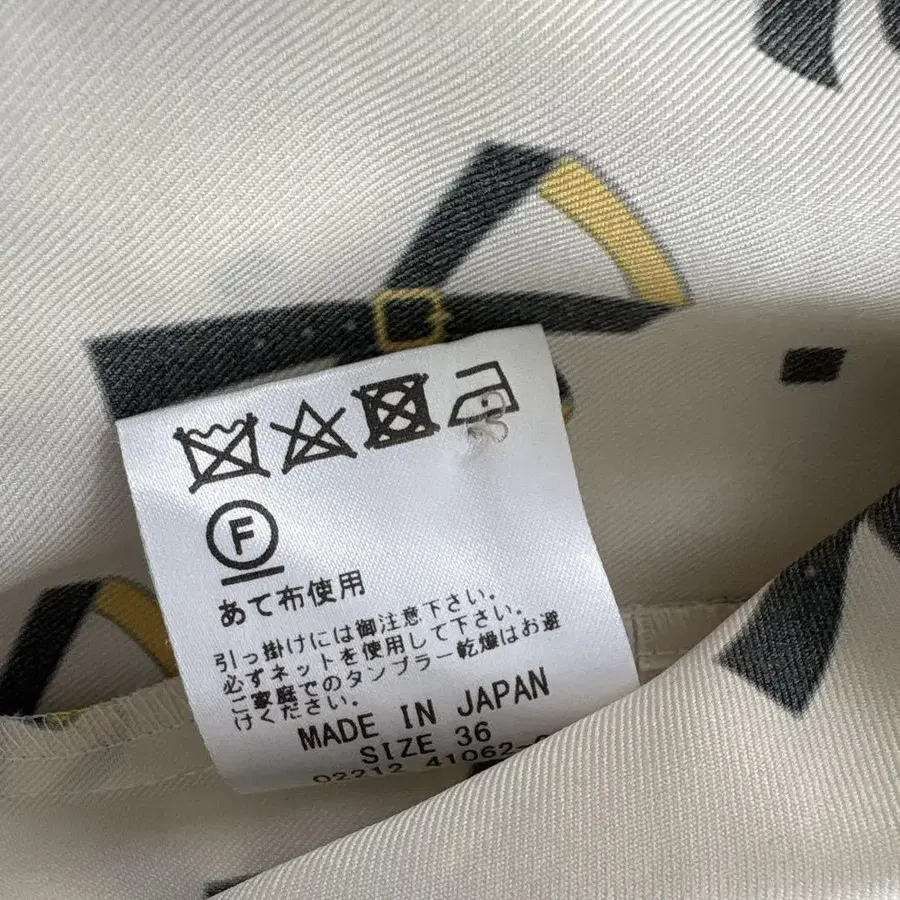 F
あて布使用
引っ掛けには御注意下さい。
必ずネットを使用して下さい。
ご家庭でのタンブラー乾燥はお避
けください。
MADE IN JAPAN
SIZE 36
02212 41062-